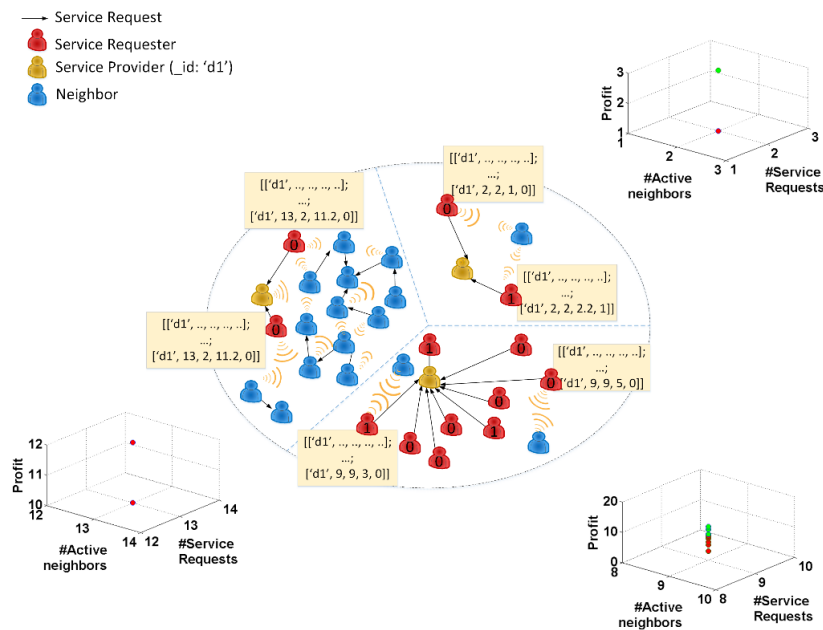 Service Request
Service Requester
Service Provider (_id: ‘d1’)
Neighbor
3
2
1
Profit
1
2
3
#Active
neighbors
1
2
3
#Service
Requests
[[‘d1’, .., .., .., ..];
...;
[‘d1’, 2, 2, 1, 0]]
0
[[‘d1’, .., .., .., ..];
...;
[‘d1’, 2, 2, 2.2, 1]]
1
[[‘d1’, .., .., .., ..];
...;
[‘d1’, 13, 2, 11.2, 0]]
0
[[‘d1’, .., .., .., ..];
...;
[‘d1’, 13, 2, 11.2, 0]]
0
1
0
[[‘d1’, .., .., .., ..];
...;
[‘d1’, 9, 9, 5, 0]]
0
0
1
0
0
1
0
[[‘d1’, .., .., .., ..];
...;
[‘d1’, 9, 9, 3, 0]]
12
11
10
Profit
12
13
14
#Active
neighbors
12
13
14
#Service
Requests
20
10
0
Profit
8
9
10
#Active
neighbors
8
9
10
#Service
Requests